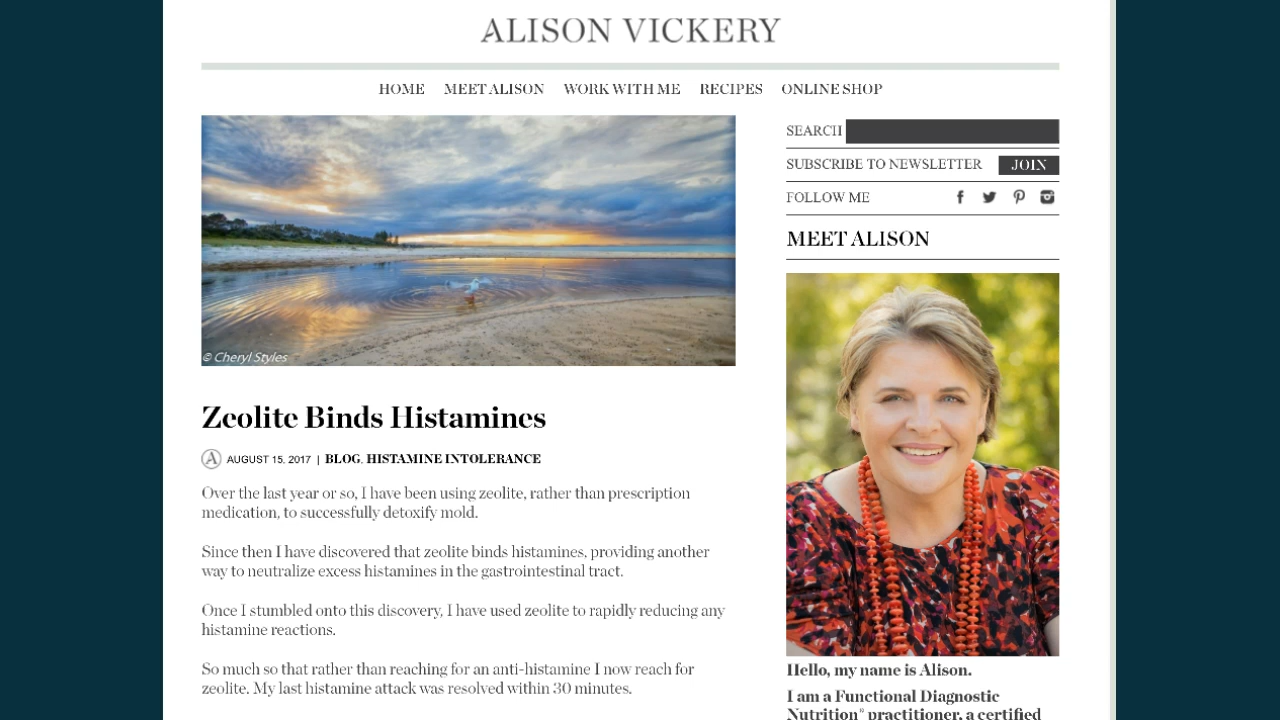 ALISON VICKERY
HOME MEET ALISON WORK WITH ME RECIPES ONLINE SHOP
© Cheryl Styles
Zeolite Binds Histamines
A AUGUST 15, 2017 | BLOG, HISTAMINE INTOLERANCE
Over the last year or so, I have been using zeolite, rather than prescription
medication, to successfully detoxify mold.
Since then I have discovered that zeolite binds histamines, providing another
way to neutralize excess histamines in the gastrointestinal tract.
Once I stumbled onto this discovery, I have used zeolite to rapidly reducing any
histamine reactions.
So much so that rather than reaching for an anti-histamine I now reach for
zeolite. My last histamine attack was resolved within 30 minutes.
SEARCH
SUBSCRIBE TO NEWSLETTER JOIN
FOLLOW ME
MEET ALISON
Hello, my name is Alison.
I am a Functional Diagnostic
Nutrition® practitioner, a certified